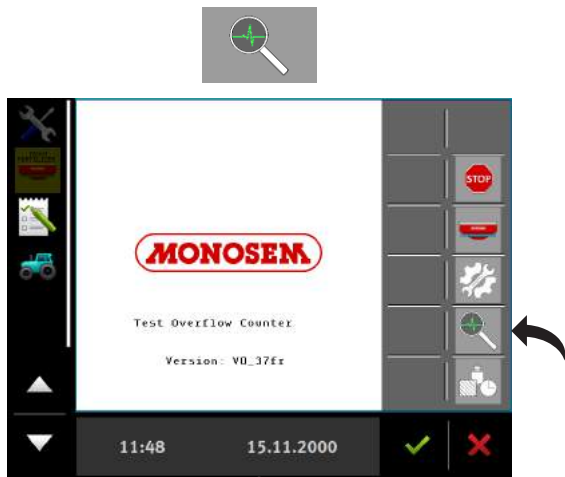 STOP
MONOSEM
Test Overflow Counter
Version: V0_37fr
11:48
15.11.2000